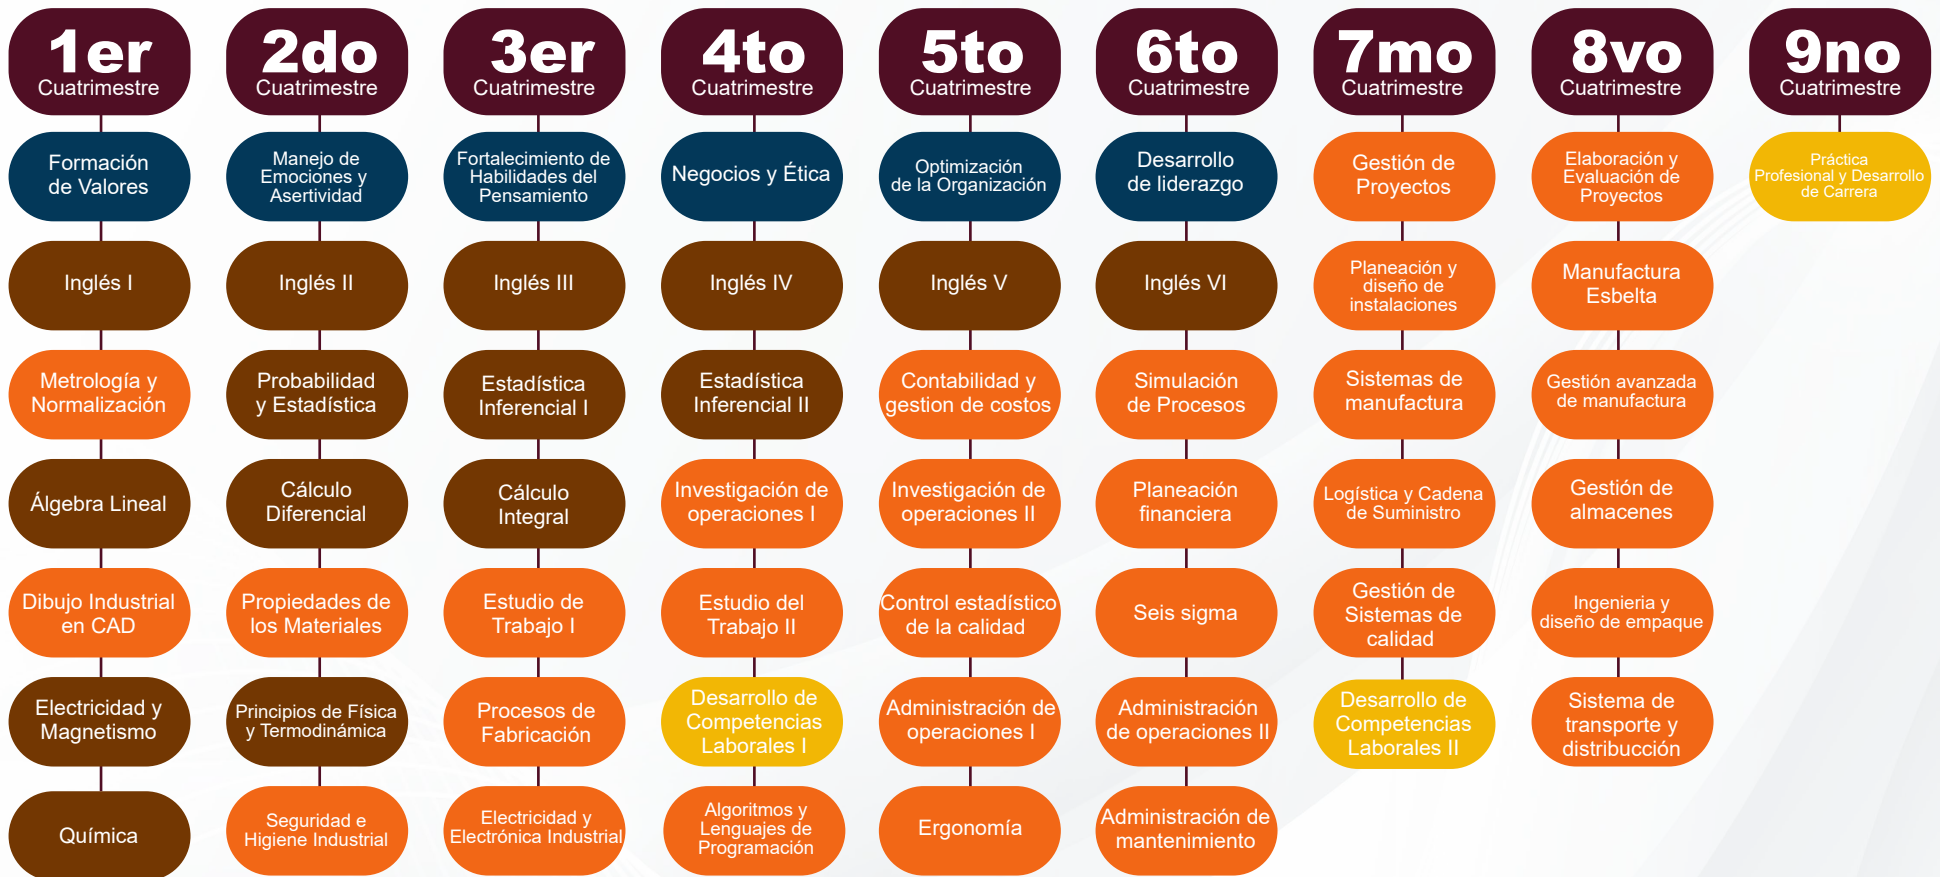 1er
Cuatrimestre
Formación
de Valores
Inglés I
Metrología y
Normalización
Álgebra Lineal
Dibujo Industrial
en CAD
Electricidad y
Magnetismo
Química
2do
Cuatrimestre
Manejo de
Emociones y
Asertividad
Inglés II
Probabilidad
y Estadística
Cálculo
Diferencial
Propiedades de
los Materiales
Principios de Física
y Termodinámica
Seguridad e
Higiene Industrial
3er
Cuatrimestre
Fortalecimiento de
Habilidades del
Pensamiento
Inglés III
Estadística
Inferencial I
Cálculo
Integral
Estudio de
Trabajo I
Procesos de
Fabricación
Electricidad y
Electrónica Industrial
4to
Cuatrimestre
Negocios y Ética
Inglés IV
Estadística
Inferencial II
Investigación de
operaciones I
Estudio del
Trabajo II
Desarrollo de
Competencias
Laborales I
Algoritmos y
Lenguajes de
Programación
5to
Cuatrimestre
Optimización
de la Organización
Inglés V
Contabilidad y
gestion de costos
Investigación de
operaciones II
Control estadístico
de la calidad
Administración de
operaciones I
Ergonomía
6to
Cuatrimestre
Desarrollo
de liderazgo
Inglés VI
Simulación
de Procesos
Planeación
financiera
Seis sigma
Administración
de operaciones II
Administración de
mantenimiento
7mo
Cuatrimestre
Gestión de
Proyectos
Planeación y
diseño de
instalaciones
Sistemas de
manufactura
Logística y Cadena
de Suministro
Gestión de
Sistemas de
calidad
Desarrollo de
Competencias
Laborales II
8vo
Cuatrimestre
Elaboración y
Evaluación de
Proyectos
Manufactura
Esbelta
Gestión avanzada
de manufactura
Gestión de
almacenes
Ingenieria y
diseño de empaque
Sistema de
transporte y
distribucción
9no
Cuatrimestre
Práctica
Profesional y Desarrollo
de Carrera